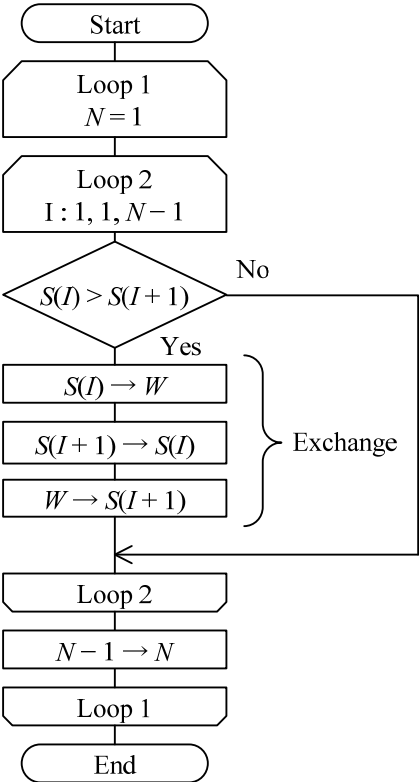 Start
Loop 1
N = 1
Loop 2
I : 1, 1, N − 1
S(I) > S(I + 1)
No
Yes
S(I) → W
S(I + 1) → S(I)
Exchange
W → S(I + 1)
Loop 2
N − 1 → N
Loop 1
End